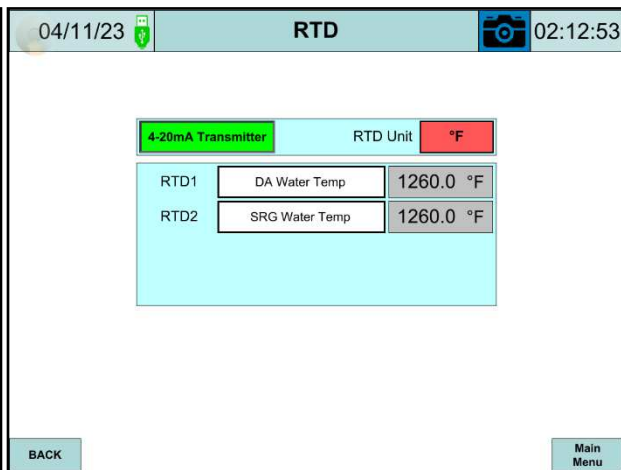 04/11/23 RTD 02:12:53
4-20mA Transmitter RTD Unit °F
RTD1 DA Water Temp 1260.0 °F
RTD2 SRG Water Temp 1260.0 °F
BACK Main
Menu